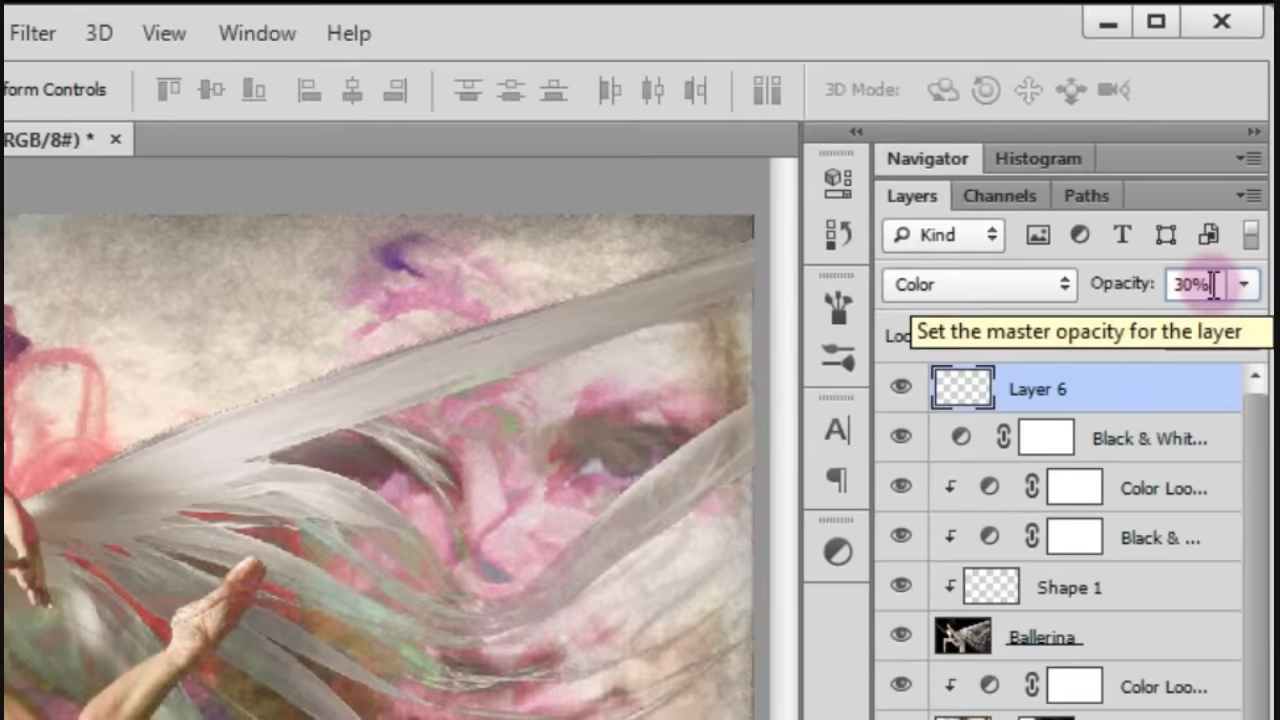 Filter 3D View Window Help
form Controls 3D Mode:
RGB/8#) * ×
Navigator Histogram
Layers Channels Paths
Kind T
Color Opacity: 30%
Loc
Set the master opacity for the layer
Layer 6
Black & Whit...
Color Loo...
Black & ...
Shape 1
Ballerina
Color Loo...